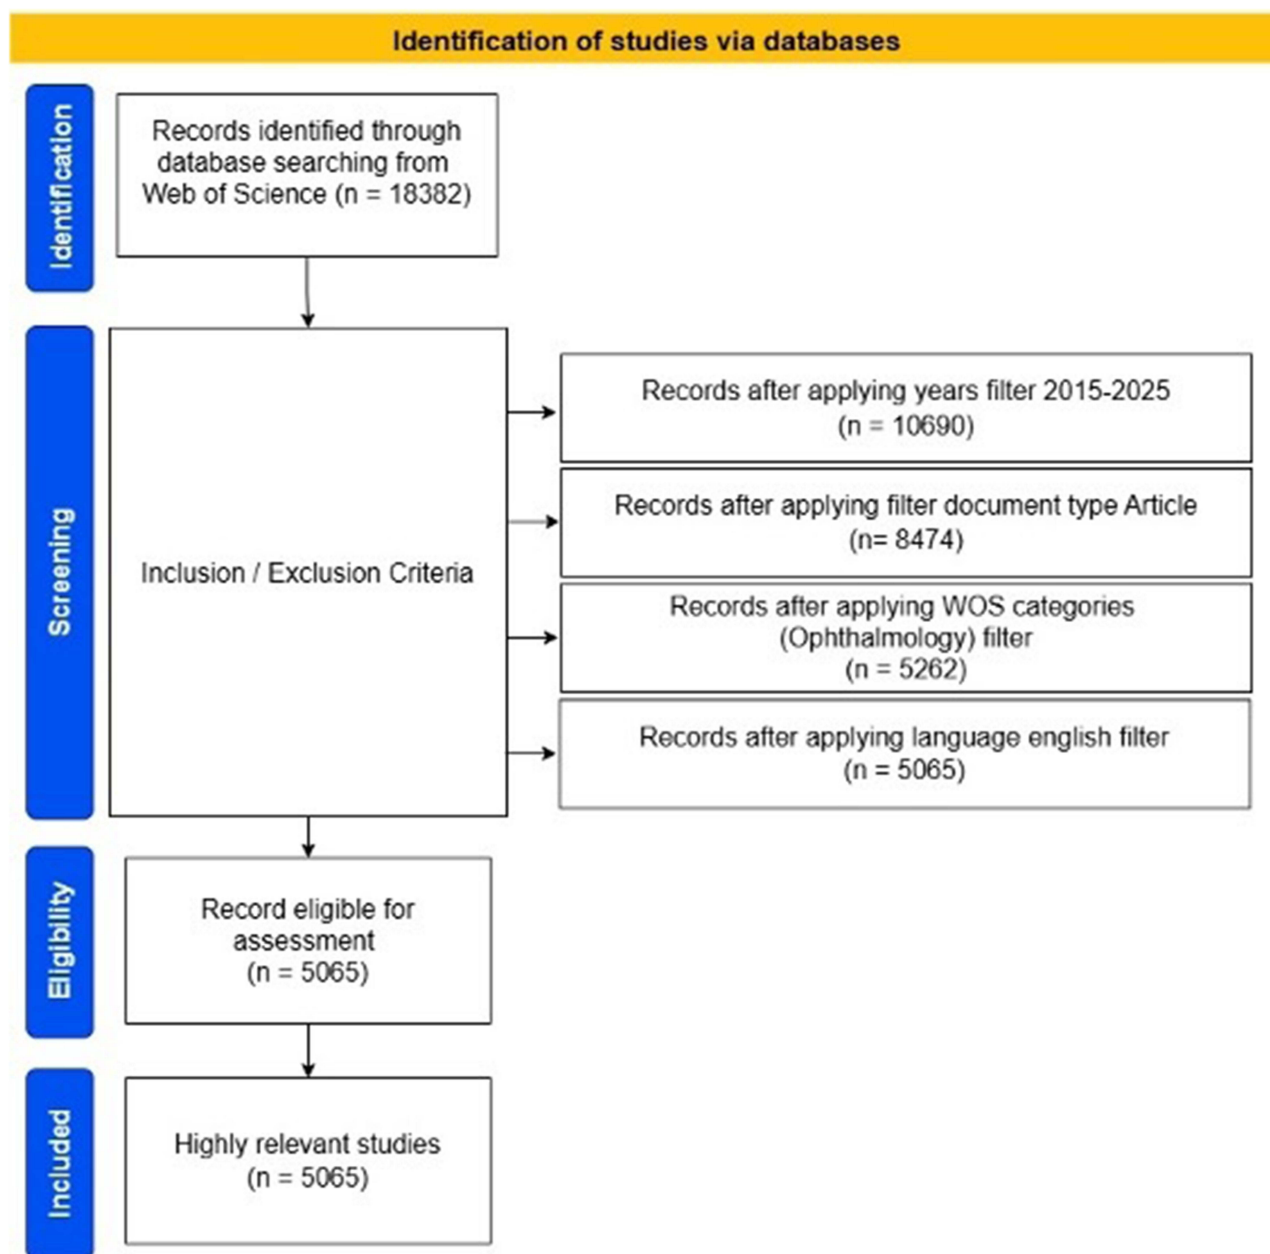 Identification of studies via databases
Identification
Records identified through
database searching from
Web of Science (n = 18382)
Screening
Inclusion / Exclusion Criteria
Records after applying years filter 2015-2025
(n = 10690)
Records after applying filter document type Article
(n= 8474)
Records after applying WOS categories
(Ophthalmology) filter
(n = 5262)
Records after applying language english filter
(n = 5065)
Eligibility
Record eligible for
assessment
(n = 5065)
Included
Highly relevant studies
(n = 5065)